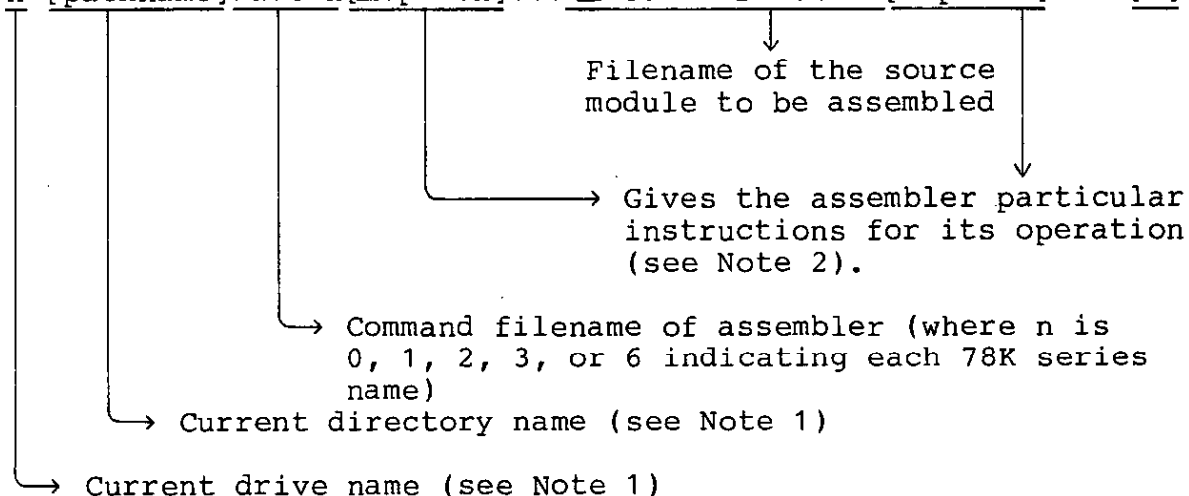 Filename of the source
module to be assembled
Gives the assembler particular
instructions for its operation
(see Note 2).
Command filename of assembler (where n is
0, 1, 2, 3, or 6 indicating each 78K series
name)
Current directory name (see Note 1)
Current drive name (see Note 1)